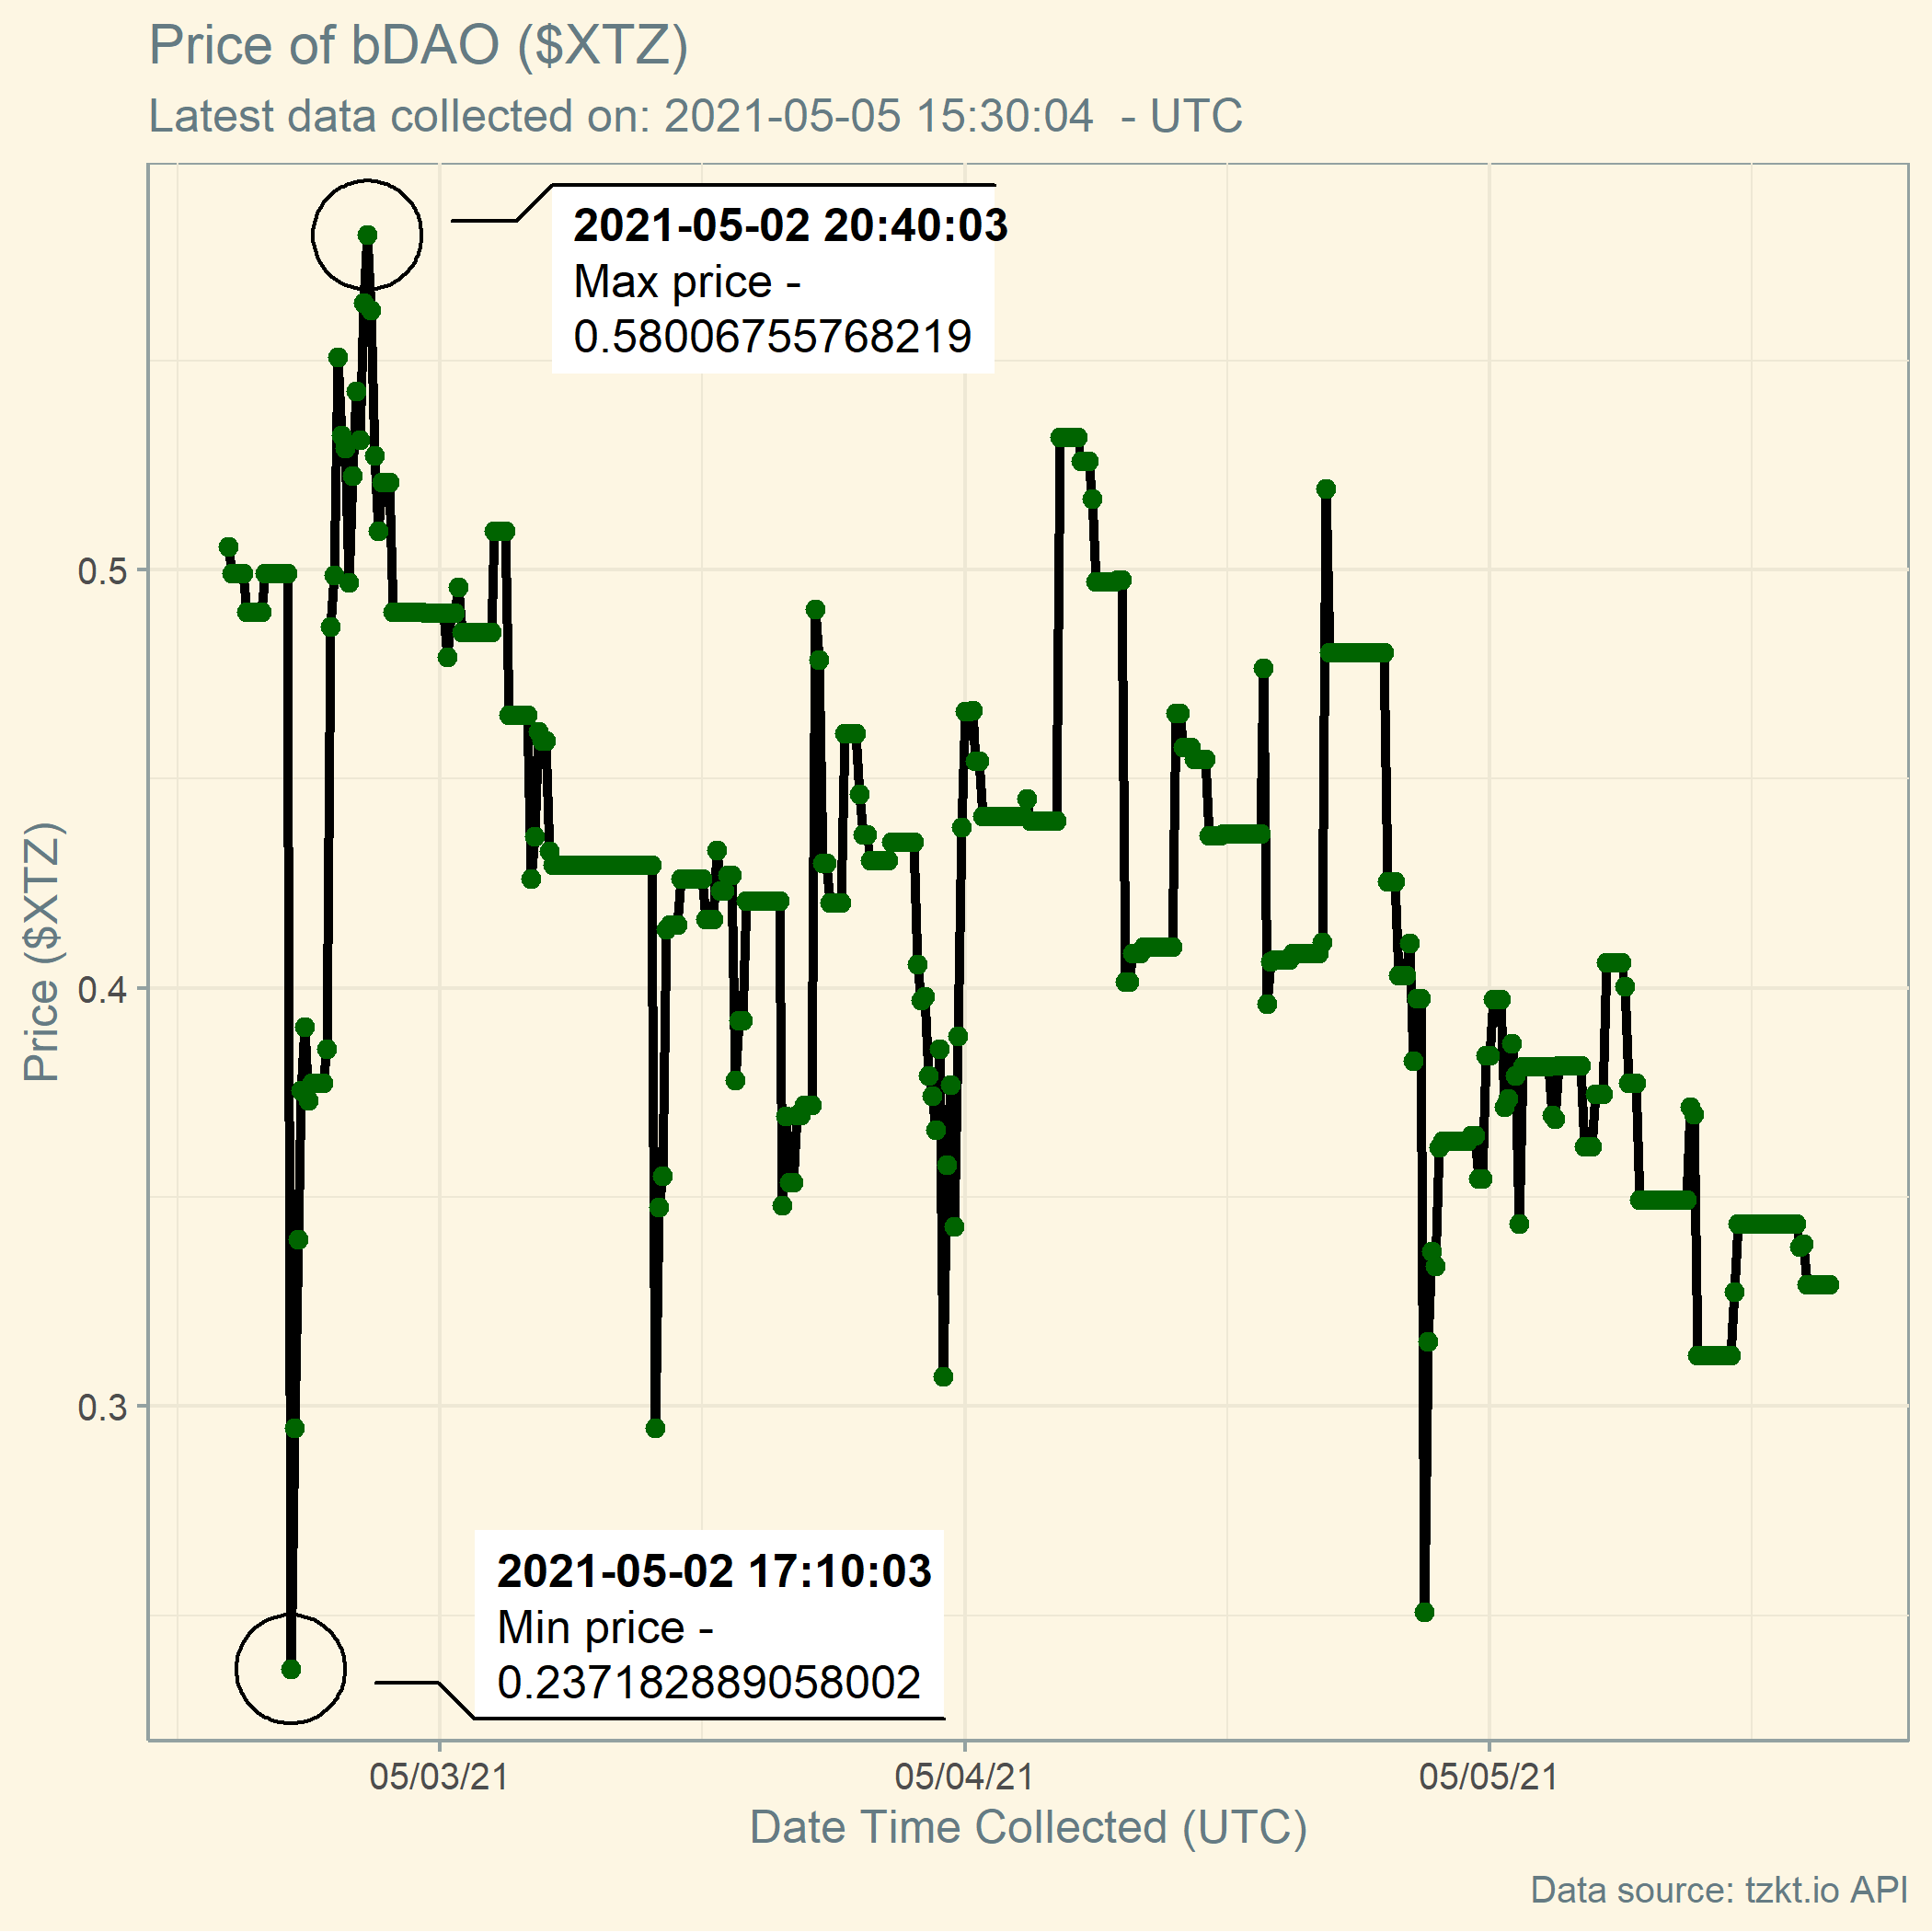 Price of bDAO ($XTZ)
Latest data collected on: 2021-05-05 15:30:04  - UTC
2021-05-02 20:40:03
Max price -
0.58006755768219
0.5
0.4
0.3
Price ($XTZ)
2021-05-02 17:10:03
Min price -
0.237182889058002
05/03/21
05/04/21
05/05/21
Date Time Collected (UTC)
Data source: tzkt.io API